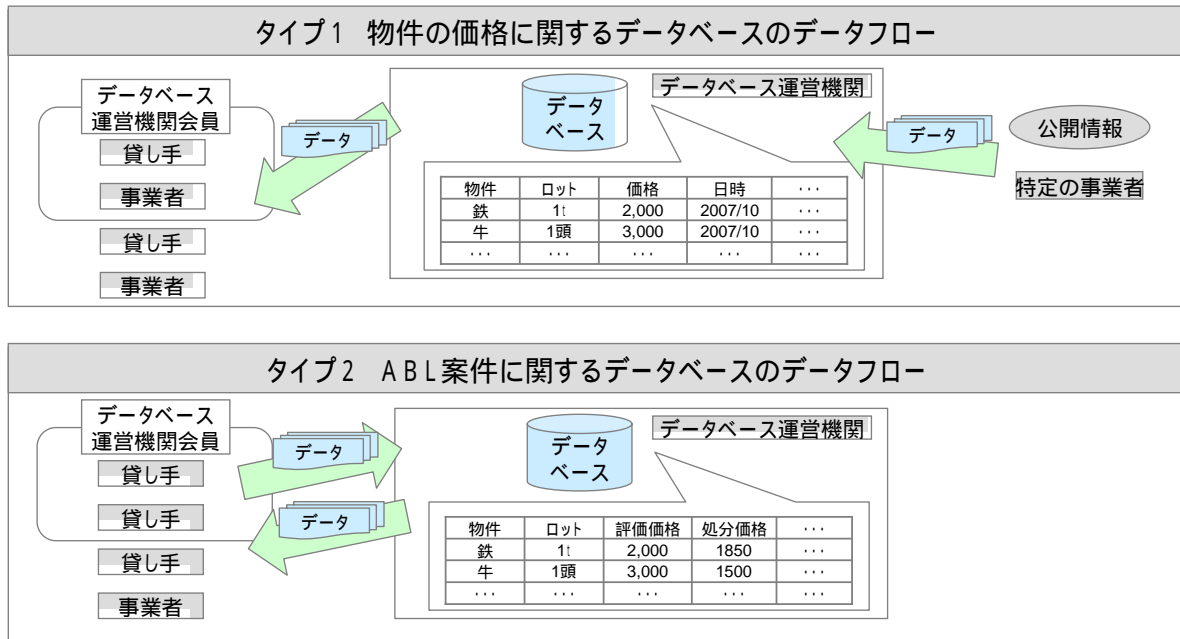 タイプ1 物件の価格に関するデータベースのデータフロー
データベース
運営機関会員
貸し手
事業者
貸し手
事業者
データ
データ
ベース
データベース運営機関
物件 ロット 価格 日時 ・・・
鉄 1t 2,000 2007/10 ・・・
牛 1頭 3,000 2007/10 ・・・
・・・ ・・・ ・・・ ・・・ ・・・
データ
公開情報
特定の事業者
タイプ2 ABL案件に関するデータベースのデータフロー
データベース
運営機関会員
貸し手
貸し手
貸し手
事業者
データ
データ
データ
ベース
データベース運営機関
物件 ロット 評価価格 処分価格 ・・・
鉄 1t 2,000 1850 ・・・
牛 1頭 3,000 1500 ・・・
・・・ ・・・ ・・・ ・・・ ・・・